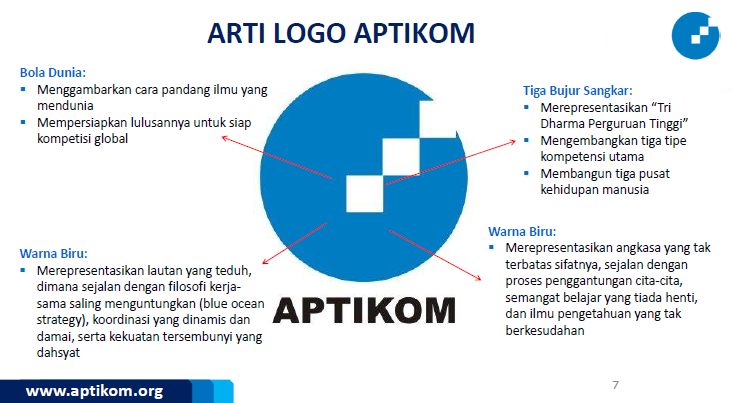 ARTI LOGO APTIKOM
Bola Dunia:
▪ Menggambarkan cara pandang ilmu yang
mendunia
▪ Mempersiapkan lulusannya untuk siap
kompetisi global
Tiga Bujur Sangkar:
▪ Merepresentasikan “Tri
Dharma Perguruan Tinggi”
▪ Mengembangkan tiga tipe
kompetensi utama
▪ Membangun tiga pusat
kehidupan manusia
Warna Biru:
▪ Merepresentasikan lautan yang teduh,
dimana sejalan dengan filosofi kerja-
sama saling menguntungkan (blue ocean
strategy), koordinasi yang dinamis dan
damai, serta kekuatan tersembunyi yang
dahsyat
Warna Biru:
▪ Merepresentasikan angkasa yang tak
terbatas sifatnya, sejalan dengan
proses penggantungan cita-cita,
semangat belajar yang tiada henti,
dan ilmu pengetahuan yang tak
berkesudahan
APTIKOM
www.aptikom.org
7